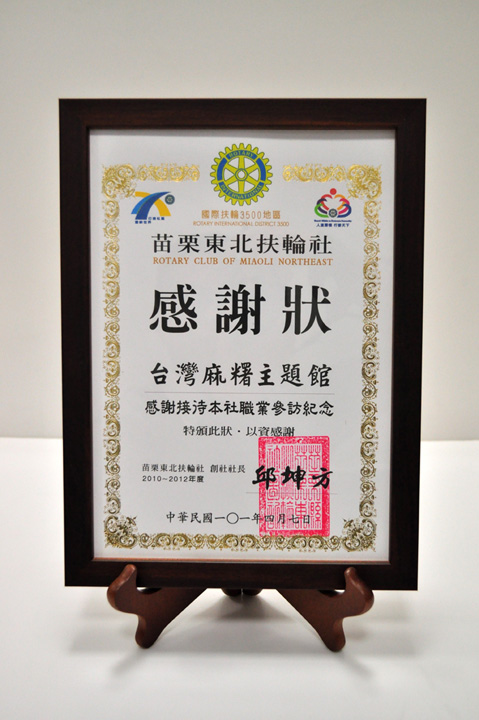 ROTARY
INTERNATIONAL
國際扶輪3500地區
ROTARY INTERNATIONAL DISTRICT 3500
苗栗東北扶輪社
ROTARY CLUB OF MIAOLI NORTHEAST
感謝狀
台灣麻糬主題館
感謝接待本社職業參訪紀念
特頒此狀,以資感謝
苗栗東北扶輪社 創社社長
2010~2012年度
邱坤方
中華民國一〇一年四月七日